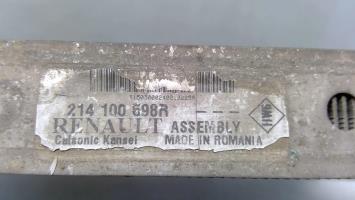 214 100 698R ---
RENAULT ASSEMBLY
Calsonic Kansei MADE IN ROMANIA